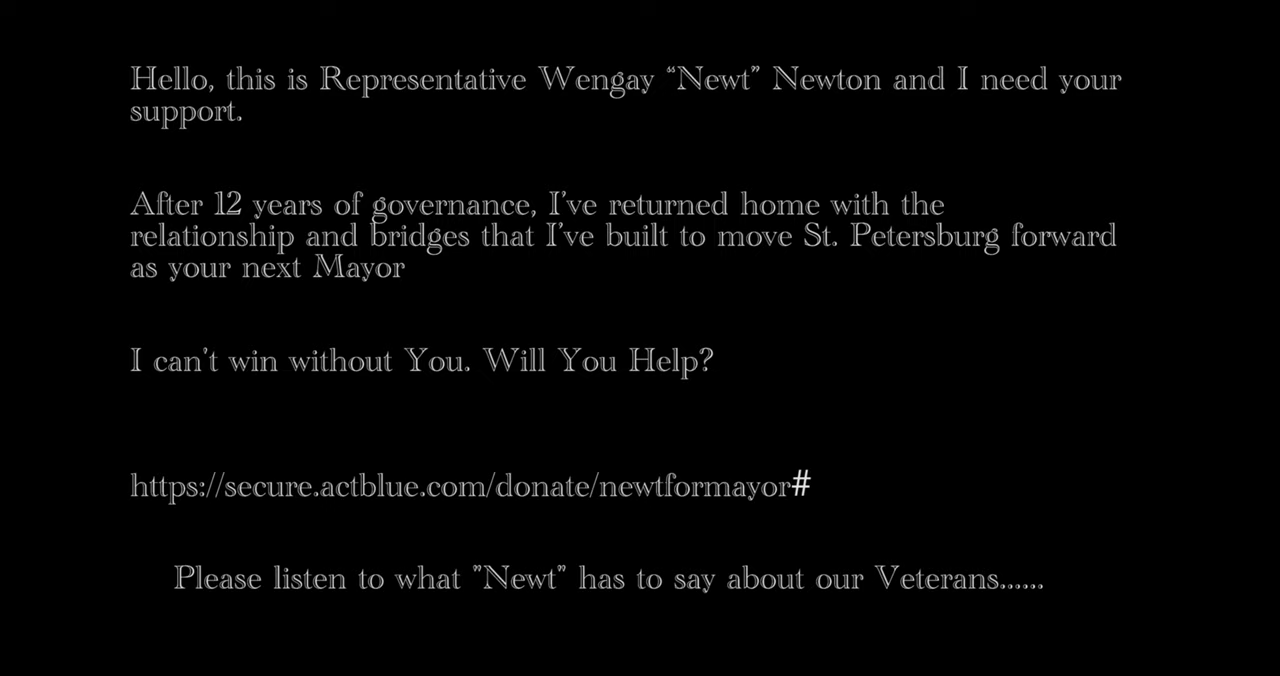 Hello, this is Representative Wengay “Newt” Newton and I need your
support.
After 12 years of governance, I've returned home with the
relationship and bridges that I've built to move St. Petersburg forward
as your next Mayor
I can't win without You. Will You Help?
https://secure.actblue.com/donate/newtformayor#
Please listen to what "Newt" has to say about our Veterans......